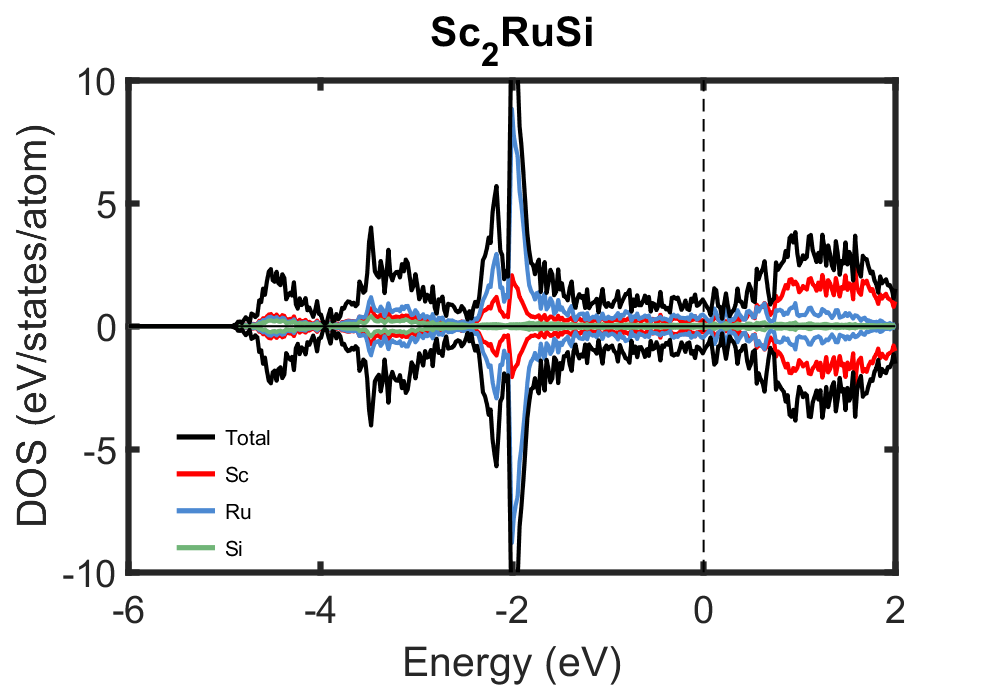 Sc₂RuSi
DOS (eV/states/atom)
10
5
0
-5
-10
Total
Sc
Ru
Si
-6 -4 -2 0 2
Energy (eV)